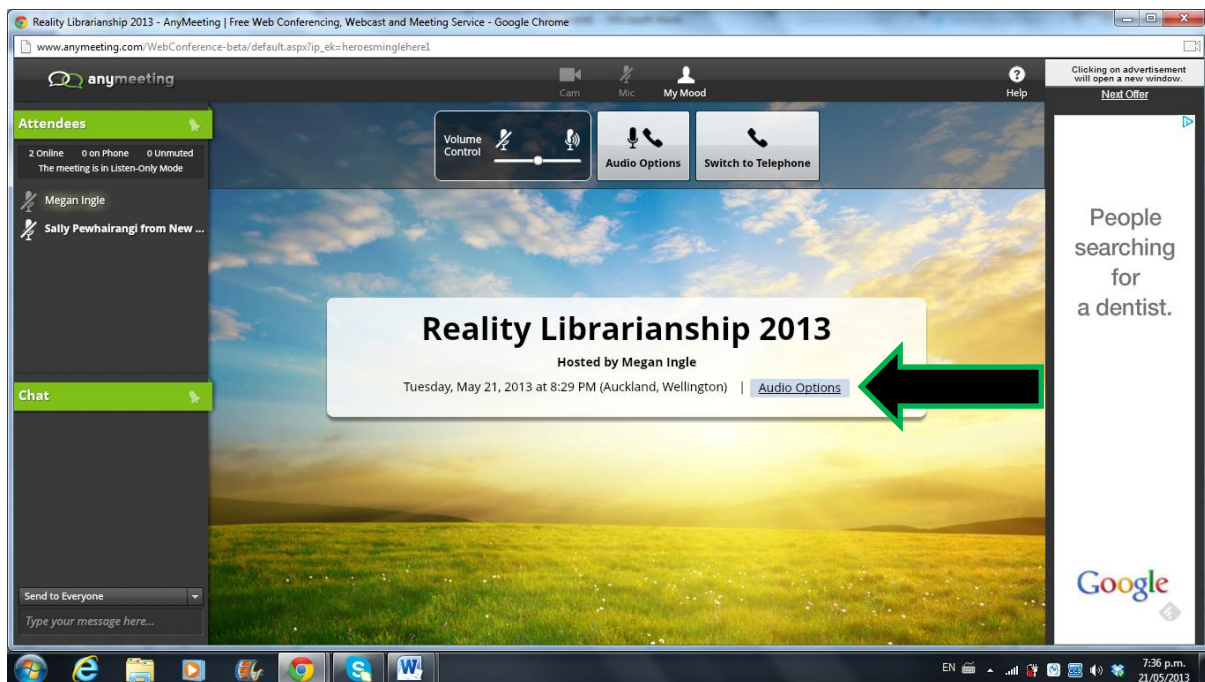 Reality Librarianship 2013 - AnyMeeting | Free Web Conferencing, Webcast and Meeting Service - Google Chrome
www.anymeeting.com/WebConference-beta/default.aspx?ip_ek=heroesminglehere1
anymeeting
Cam
Mic
My Mood
Help
Clicking on advertisement
will open a new window.
Next Offer
Attendees
2 Online 0 on Phone 0 Unmuted
The meeting is in Listen-Only Mode
Megan Ingle
Sally Pewhairangi from New ...
Volume
Control
Audio Options
Switch to Telephone
Reality Librarianship 2013
Hosted by Megan Ingle
Tuesday, May 21, 2013 at 8:29 PM (Auckland, Wellington) | Audio Options
People
searching
for
a dentist.
Google
Chat
Send to Everyone
Type your message here...
EN
7:36 p.m.
21/05/2013